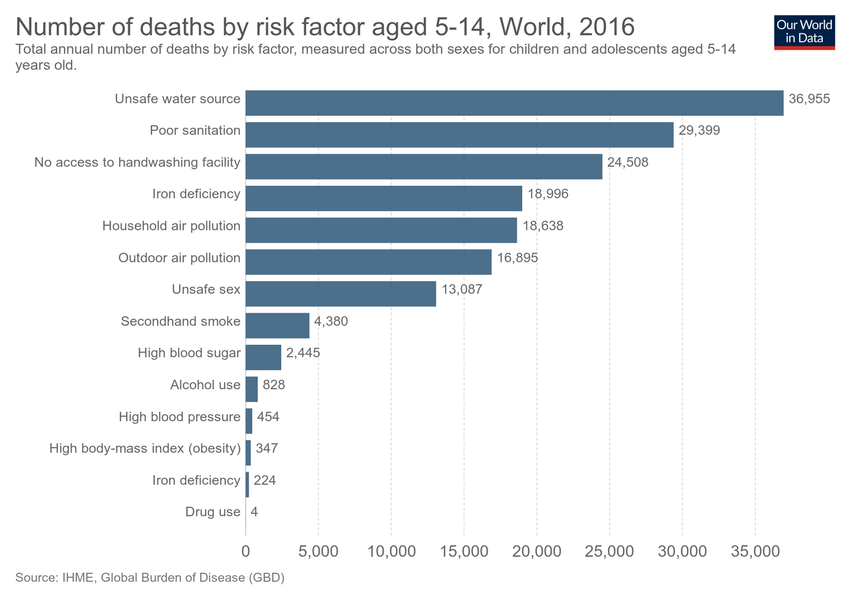 Number of deaths by risk factor aged 5-14, World, 2016
Our World
in Data
Total annual number of deaths by risk factor, measured across both sexes for children and adolescents aged 5-14
years old.
Unsafe water source 36,955
Poor sanitation 29,399
No access to handwashing facility 24,508
Iron deficiency 18,996
Household air pollution 18,638
Outdoor air pollution 16,895
Unsafe sex 13,087
Secondhand smoke 4,380
High blood sugar 2,445
Alcohol use 828
High blood pressure 454
High body-mass index (obesity) 347
Iron deficiency 224
Drug use 4
0 5,000 10,000 15,000 20,000 25,000 30,000 35,000
Source: IHME, Global Burden of Disease (GBD)